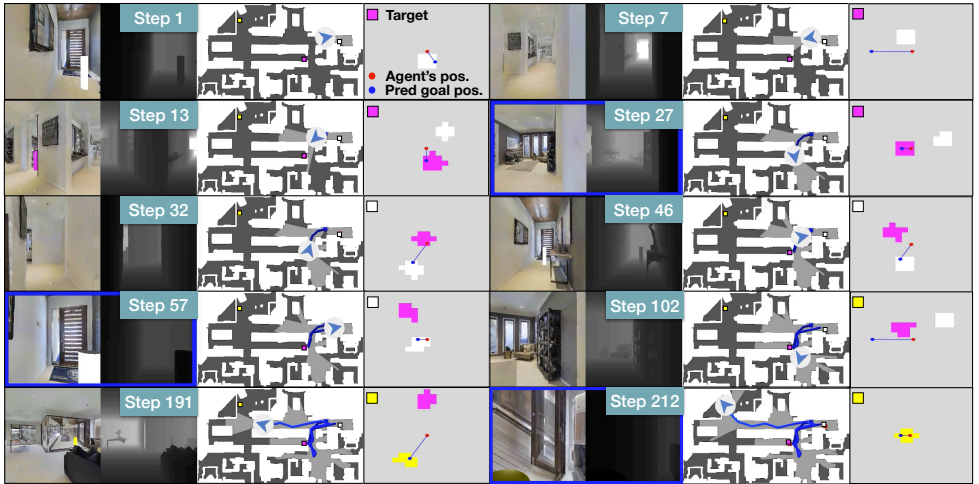 Step 1
Target
Agent's pos.
Pred goal pos.
Step 7
Step 13
Step 27
Step 32
Step 46
Step 57
Step 102
Step 191
Step 212